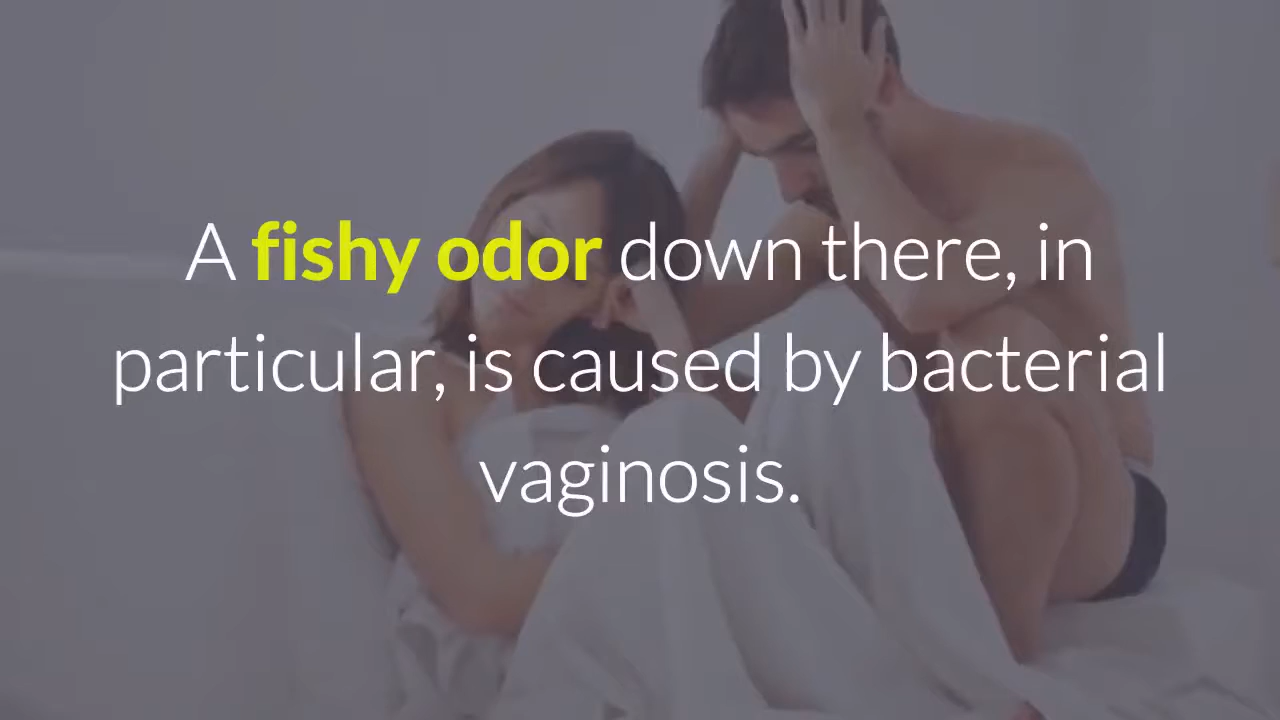 A fishy odor down there, in
particular, is caused by bacterial
vaginosis.